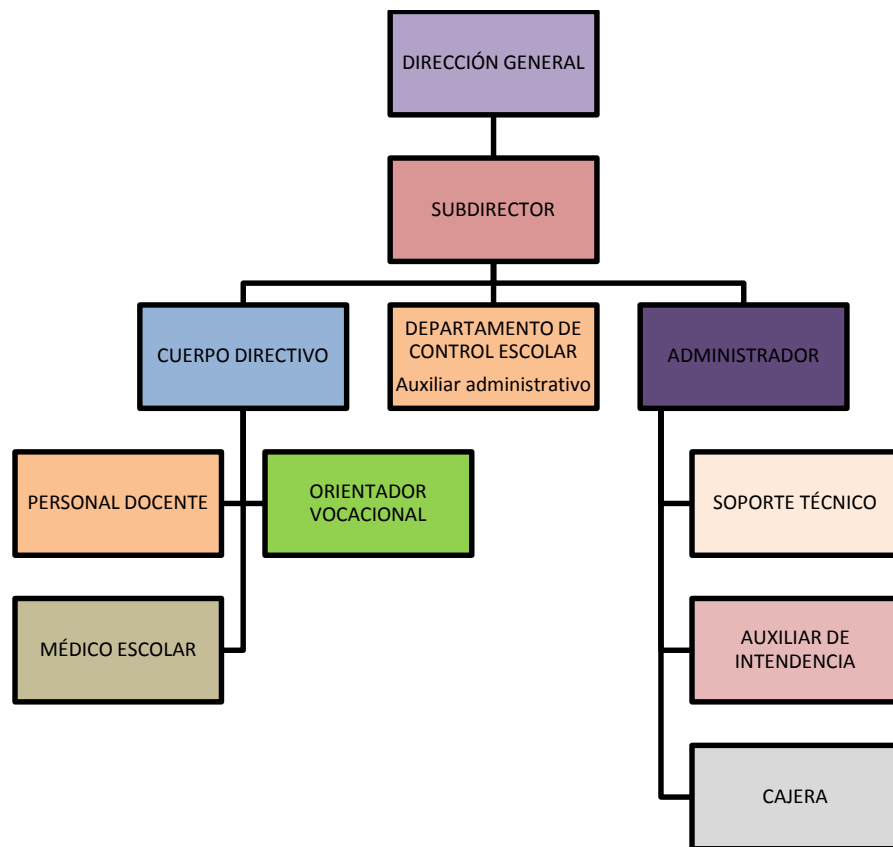 DIRECCIÓN GENERAL
SUBDIRECTOR
CUERPO DIRECTIVO
DEPARTAMENTO DE
CONTROL ESCOLAR
Auxiliar administrativo
ADMINISTRADOR
PERSONAL DOCENTE
ORIENTADOR
VOCACIONAL
SOPORTE TÉCNICO
MÉDICO ESCOLAR
AUXILIAR DE
INTENDENCIA
CAJERA